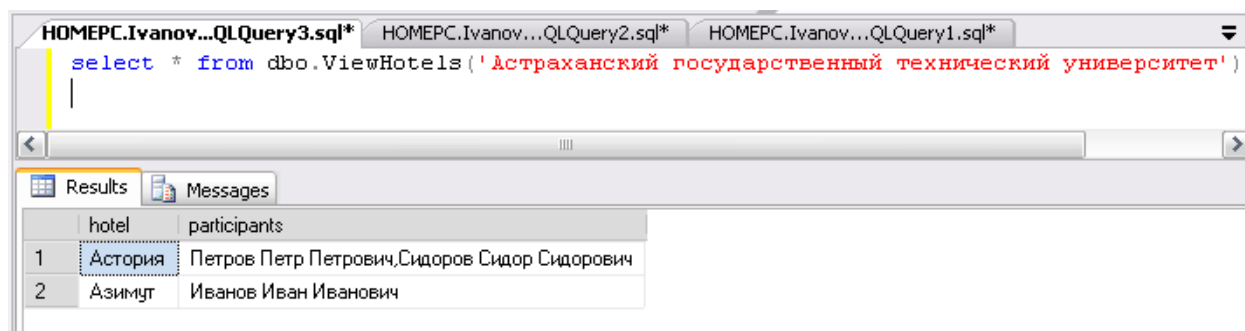 HOMEPC.Ivanov...QLQuery3.sql* HOMEPC.Ivanov...QLQuery2.sql* HOMEPC.Ivanov...QLQuery1.sql*
select * from dbo.ViewHotels('Астраханский государственный технический университет')
Results Messages
hotel participants
1 Астория Петров Петр Петрович,Сидоров Сидор Сидорович
2 Азимут Иванов Иван Иванович